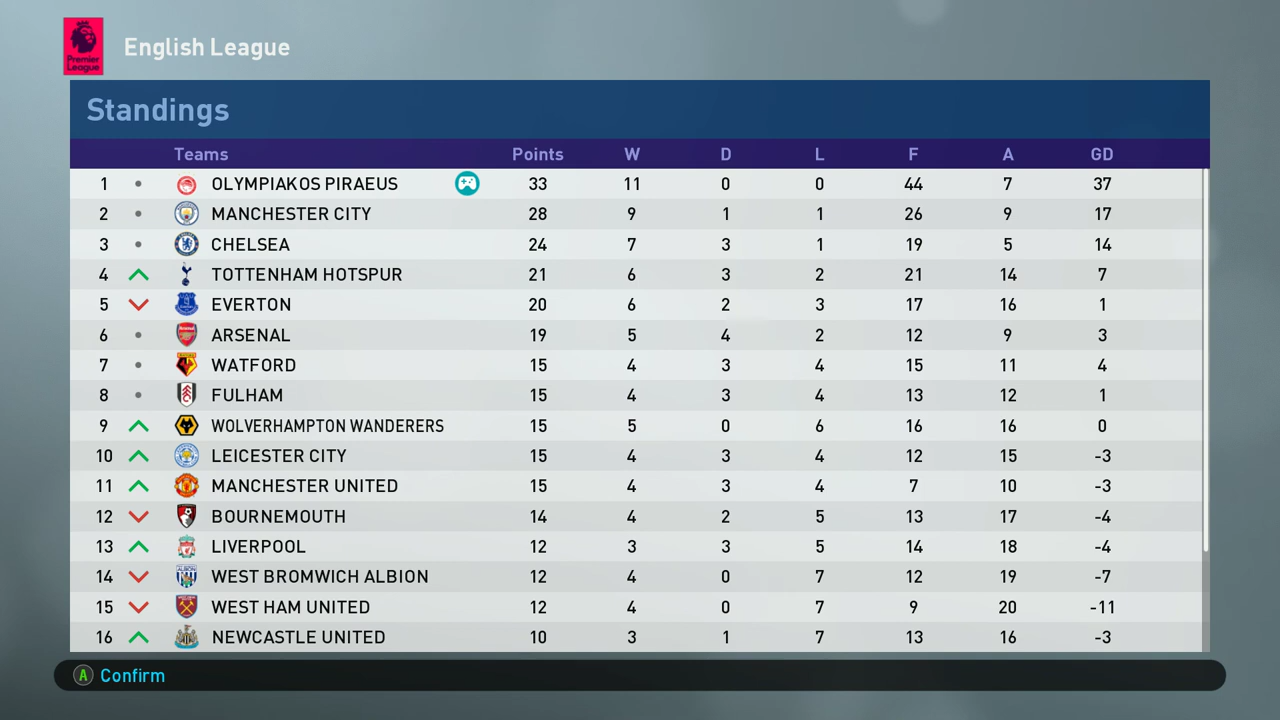 Premier League
English League
Standings
Teams Points W D L F A GD
1 OLYMPIAKOS PIRAEUS 33 11 0 0 44 7 37
2 MANCHESTER CITY 28 9 1 1 26 9 17
3 CHELSEA 24 7 3 1 19 5 14
4 TOTTENHAM HOTSPUR 21 6 3 2 21 14 7
5 EVERTON 20 6 2 3 17 16 1
6 ARSENAL 19 5 4 2 12 9 3
7 WATFORD 15 4 3 4 15 11 4
8 FULHAM 15 4 3 4 13 12 1
9 WOLVERHAMPTON WANDERERS 15 5 0 6 16 16 0
10 LEICESTER CITY 15 4 3 4 12 15 -3
11 MANCHESTER UNITED 15 4 3 4 7 10 -3
12 BOURNEMOUTH 14 4 2 5 13 17 -4
13 LIVERPOOL 12 3 3 5 14 18 -4
14 WEST BROMWICH ALBION 12 4 0 7 12 19 -7
15 WEST HAM UNITED 12 4 0 7 9 20 -11
16 NEWCASTLE UNITED 10 3 1 7 13 16 -3
A Confirm